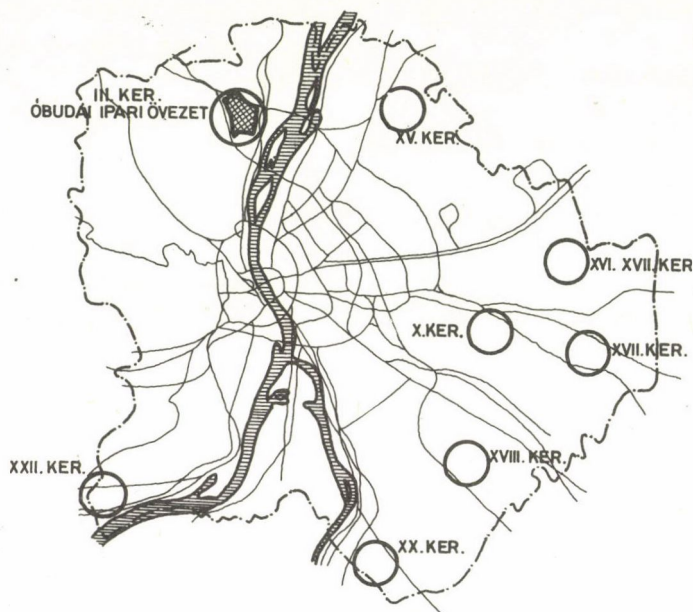 III. KER.
ÓBUDAI IPARI ÖVEZET
XV. KER.
XVI. XVII. KER.
X. KER.
XVII. KER.
XXII. KER.
XVIII. KER.
XX. KER.